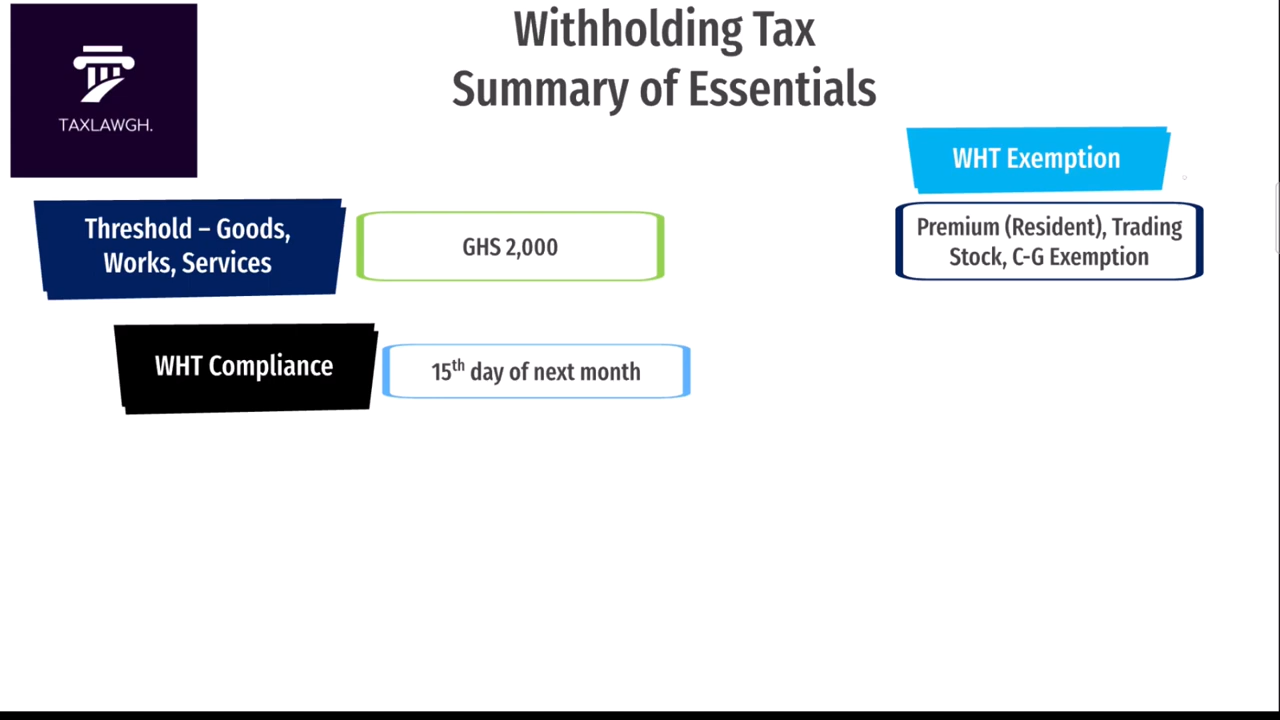 TAXLAWGH.
Withholding Tax
Summary of Essentials
WHT Exemption
Premium (Resident), Trading
Stock, C-G Exemption
Threshold – Goods,
Works, Services
GHS 2,000
WHT Compliance
15th day of next month